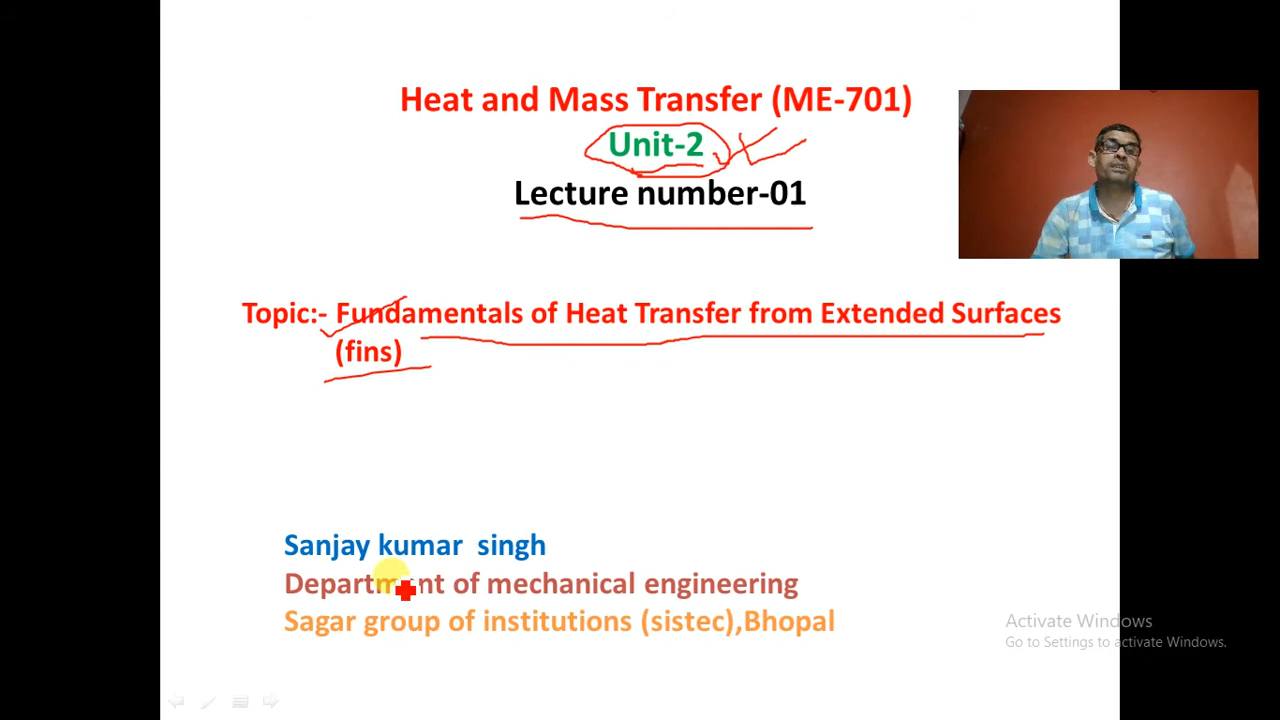 Heat and Mass Transfer (ME-701)
Unit-2
Lecture number-01
Topic:- Fundamentals of Heat Transfer from Extended Surfaces
(fins)
Sanjay kumar singh
Department of mechanical engineering
Sagar group of institutions (sistec),Bhopal
Activate Windows
Go to Settings to activate Windows.